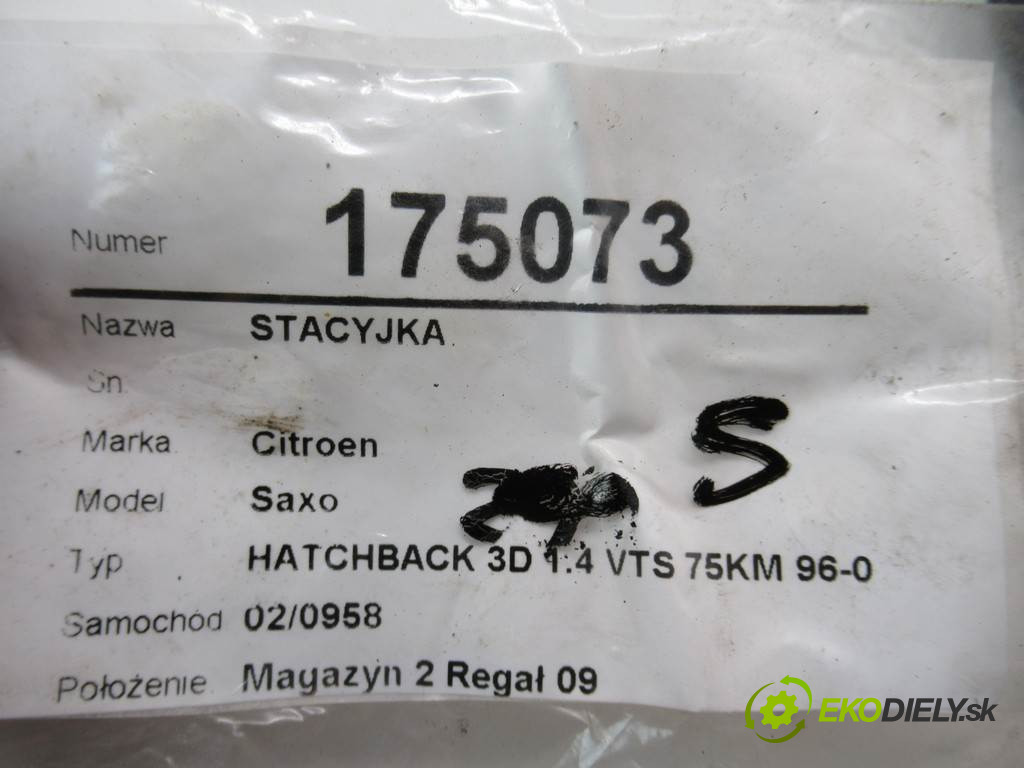 Numer 175073
Nazwa STACYJKA
Sn.
Marka Citroen
S
Model Saxo
Typ HATCHBACK 3D 1.4 VTS 75KM 96-0
Samochód 02/0958
Położenie. Magazyn 2 Regał 09
EKODIELY.sk